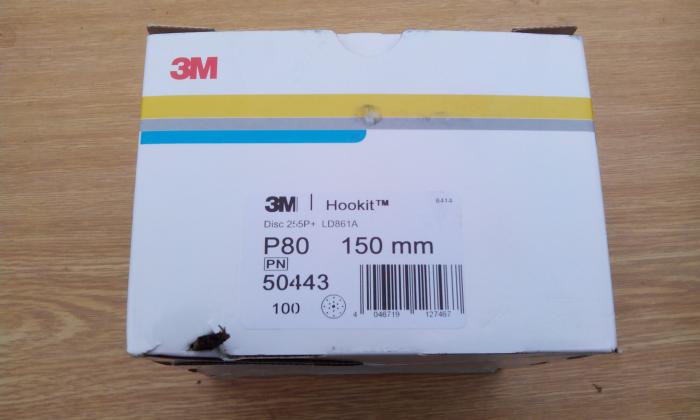 3M
3M | Hookit™
8414
Disc 255P+ LD861A
P80 150 mm
PN
50443
100
4 046719 127467